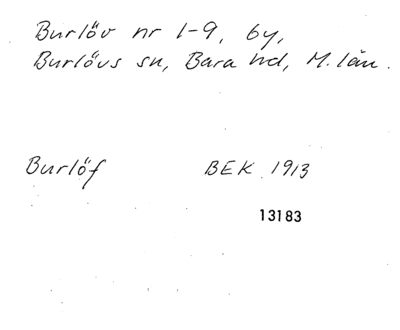 Burlöv nr 1-9, by,
Burlövs sn, Bara hd, M. län.
Burlöf BEK 1913
13183